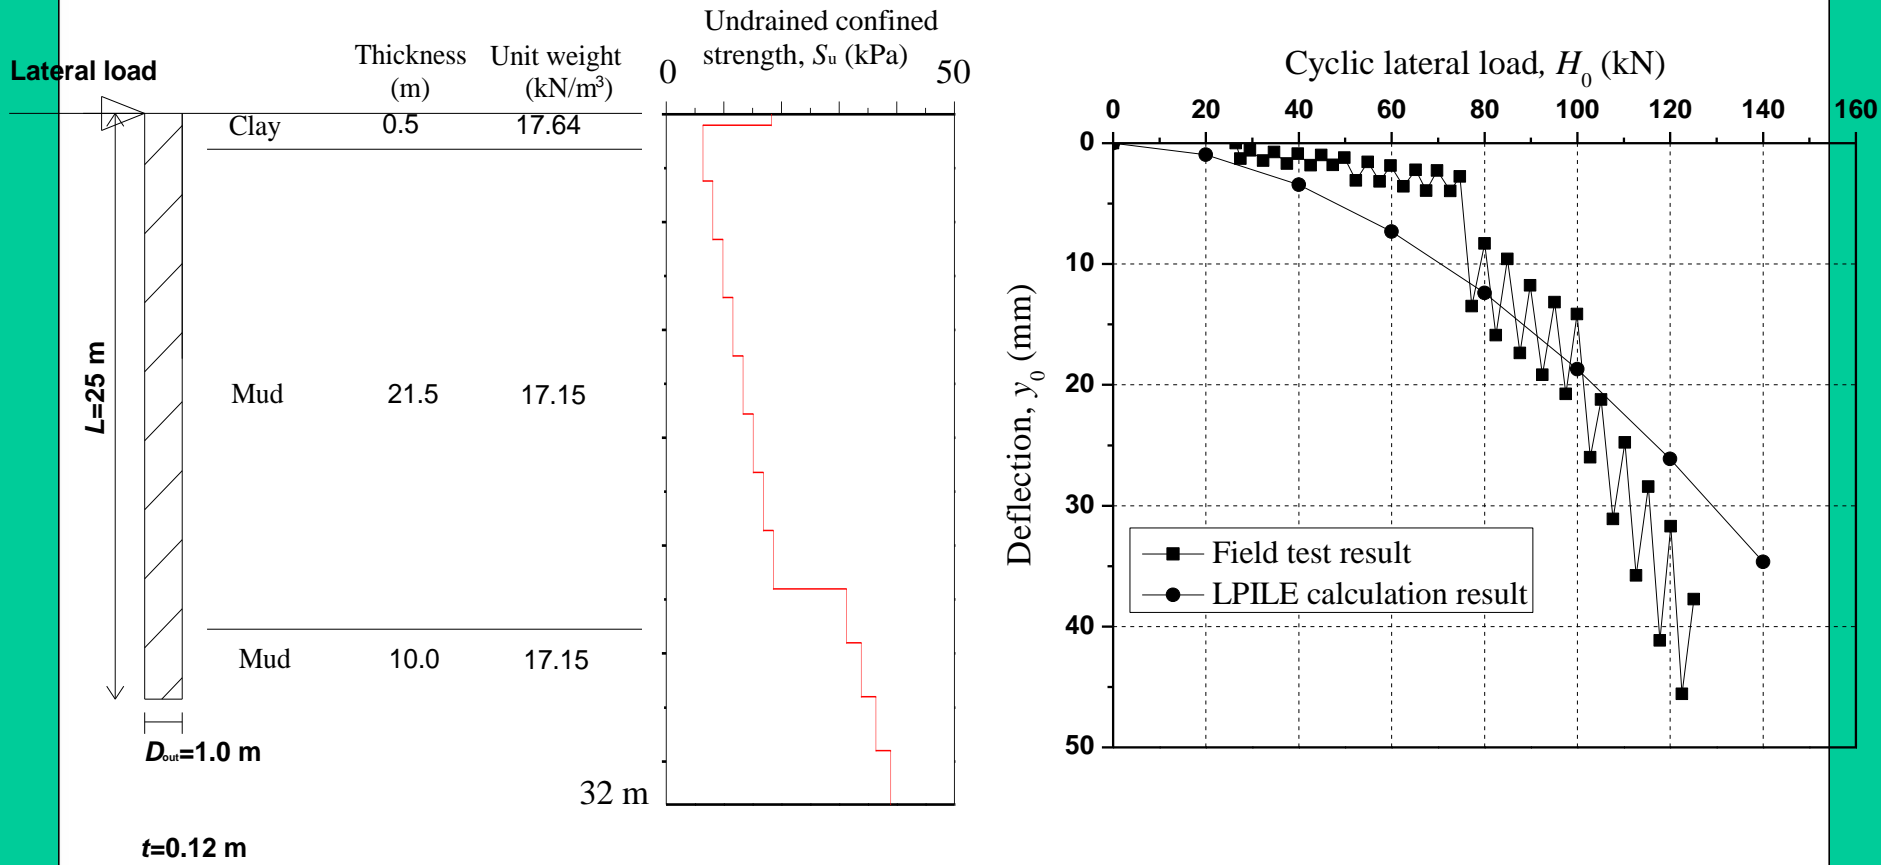 Lateral load
Thickness
(m)
Unit weight
(kN/m³)
Clay
0.5
17.64
Mud
21.5
17.15
Mud
10.0
17.15
L=25 m
Dout=1.0 m
t=0.12 m
Undrained confined
strength, Su (kPa)
0
50
32 m
Cyclic lateral load, H0 (kN)
0 20 40 60 80 100 120 140 160
Deflection, y0 (mm)
0
10
20
30
40
50
Field test result
LPILE calculation result